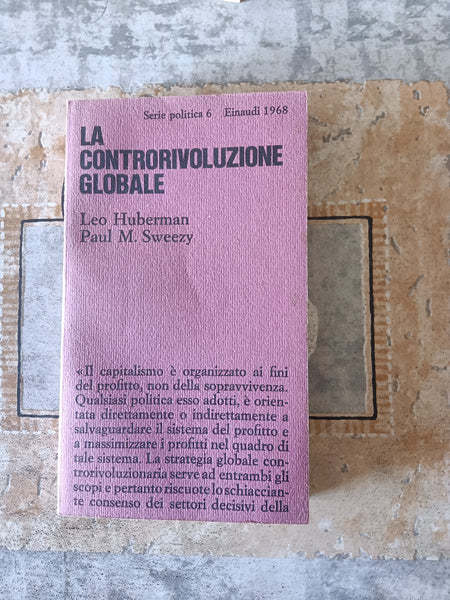 Serie politica 6 Einaudi 1968
LA
CONTRORIVOLUZIONE
GLOBALE
Leo Huberman
Paul M. Sweezy
«Il capitalismo è organizzato ai fini
del profitto, non della sopravvivenza.
Qualsiasi politica esso adotti, è orien-
tata direttamente o indirettamente a
salvaguardare il sistema del profitto e
a massimizzare i profitti nel quadro di
tale sistema. La strategia globale con-
trorivoluzionaria serve ad entrambi gli
scopi e pertanto riscuote lo schiaccian-
te consenso dei settori decisivi della